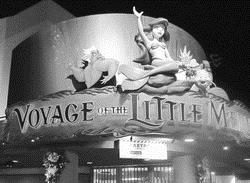 VOYAGE OF THE LITTLE M